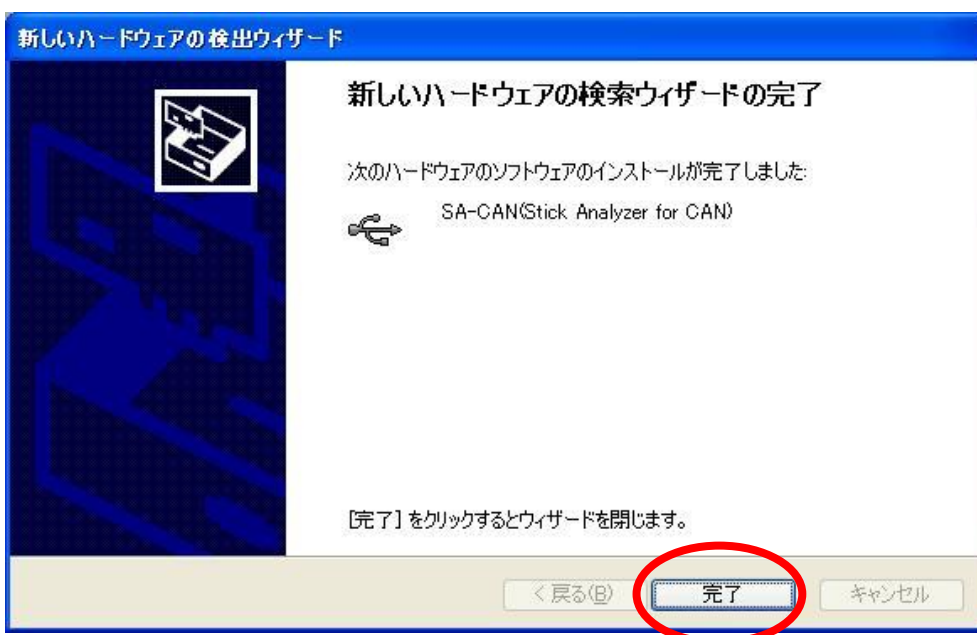 新しいハードウェアの検出ウィザード
新しいハードウェアの検索ウィザードの完了
次のハードウェアのソフトウェアのインストールが完了しました:
SA-CAN(Stick Analyzer for CAN)
[完了] をクリックするとウィザードを閉じます。
< 戻る(B) 完了 キャンセル